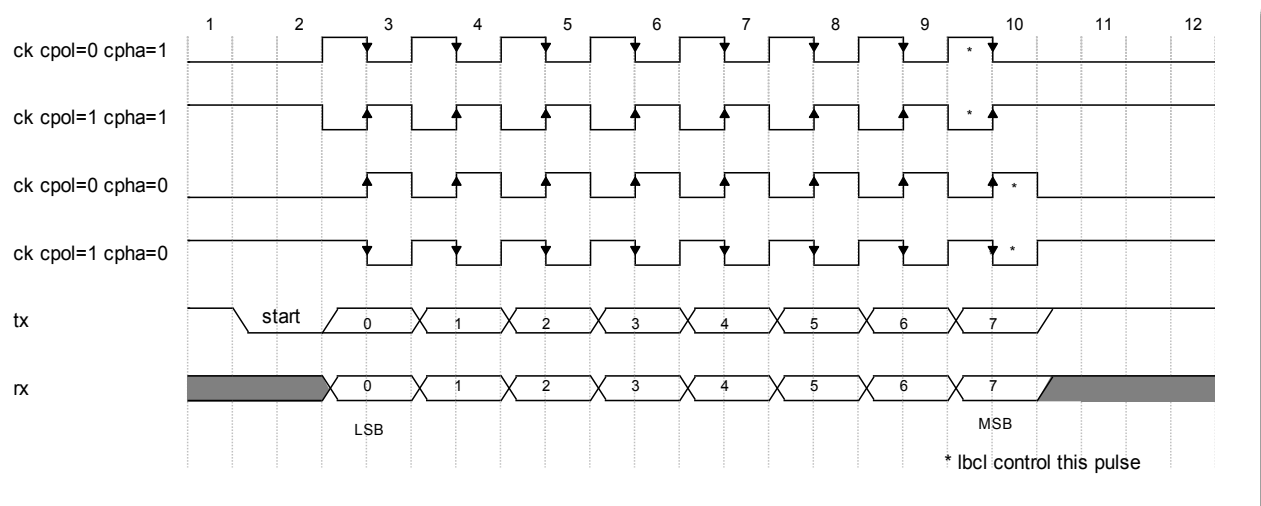 1 2 3 4 5 6 7 8 9 10 11 12
ck cpol=0 cpha=1 *
ck cpol=1 cpha=1 *
ck cpol=0 cpha=0 *
ck cpol=1 cpha=0 *
tx start 0 1 2 3 4 5 6 7
rx 0 1 2 3 4 5 6 7
LSB MSB
* lbcl control this pulse